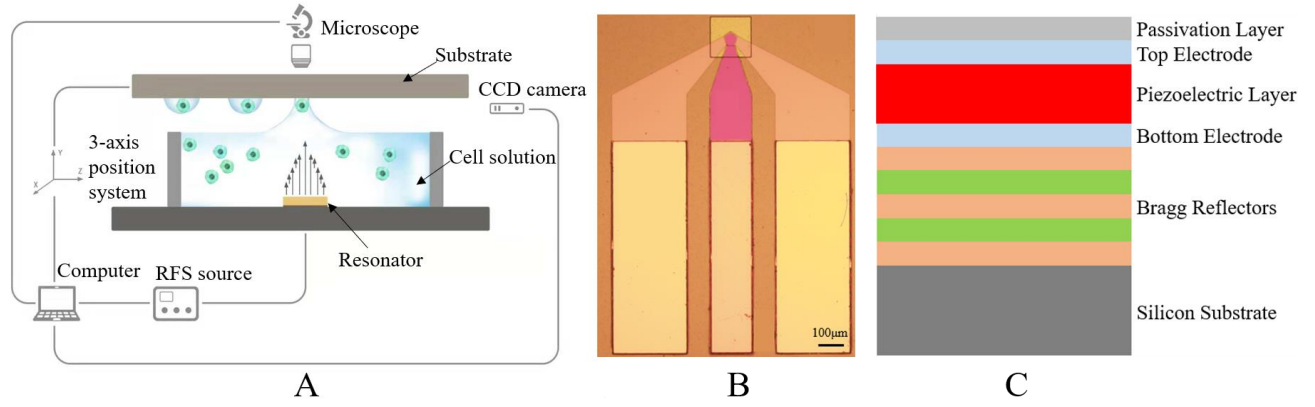 Microscope
Substrate
CCD camera
3-axis
position
system
Y
X
Z
Cell solution
Resonator
Computer
RFS source
A
100μm
B
Passivation Layer
Top Electrode
Piezoelectric Layer
Bottom Electrode
Bragg Reflectors
Silicon Substrate
C